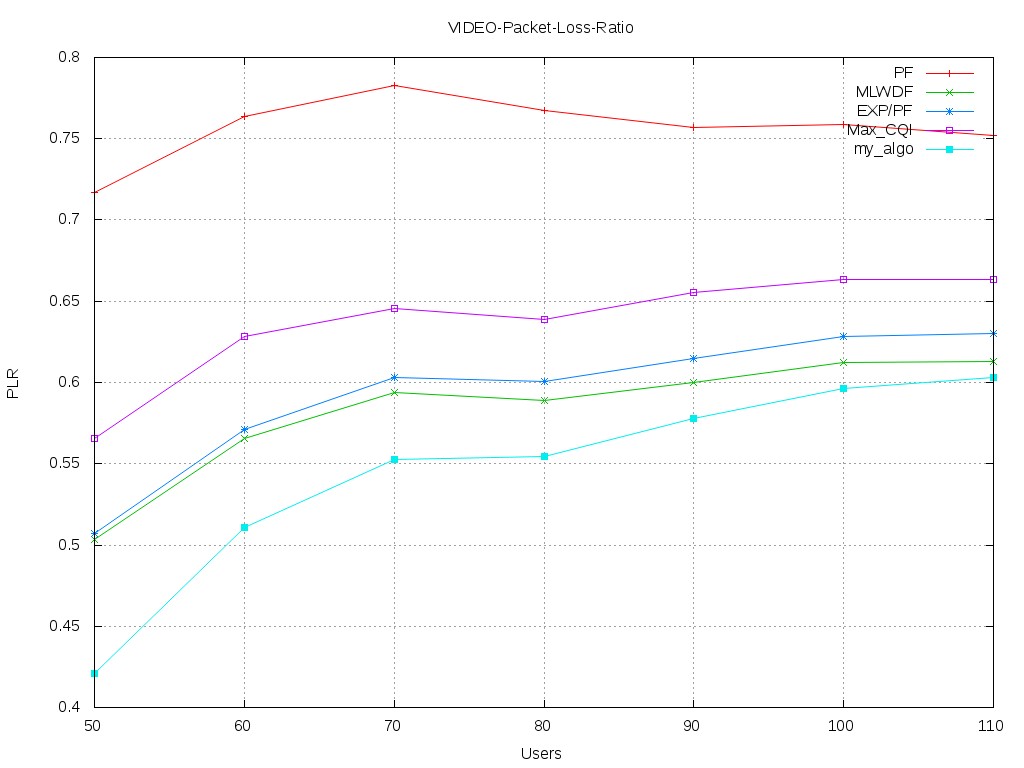 VIDEO-Packet-Loss-Ratio
0.8
PF
MLWDF
EXP/PF
Max_CQI
my_algo
0.75
0.7
0.65
0.6
PLR
0.55
0.5
0.45
0.4
50 60 70 80 90 100 110
Users